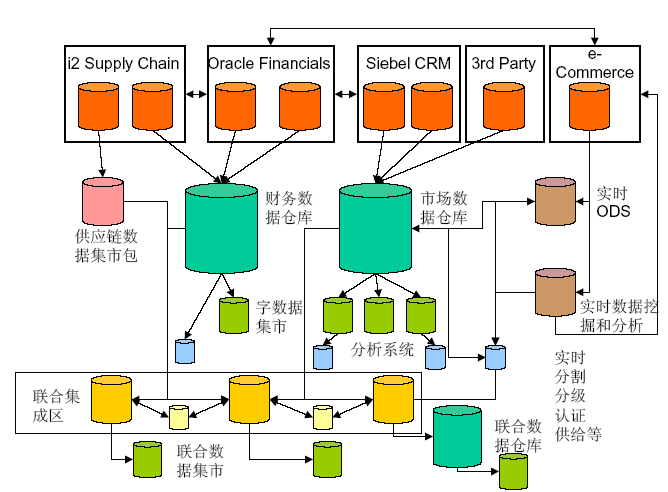 i2 Supply Chain
Oracle Financials
Siebel CRM
3rd Party
e-
Commerce
供应链数
据集市包
财务数
据仓库
市场数
据仓库
实时
ODS
字数据
集市
分析系统
实时数据挖
掘和分析
实时
分割
分级
认证
供给等
联合集
成区
联合数
据集市
联合数
据仓库